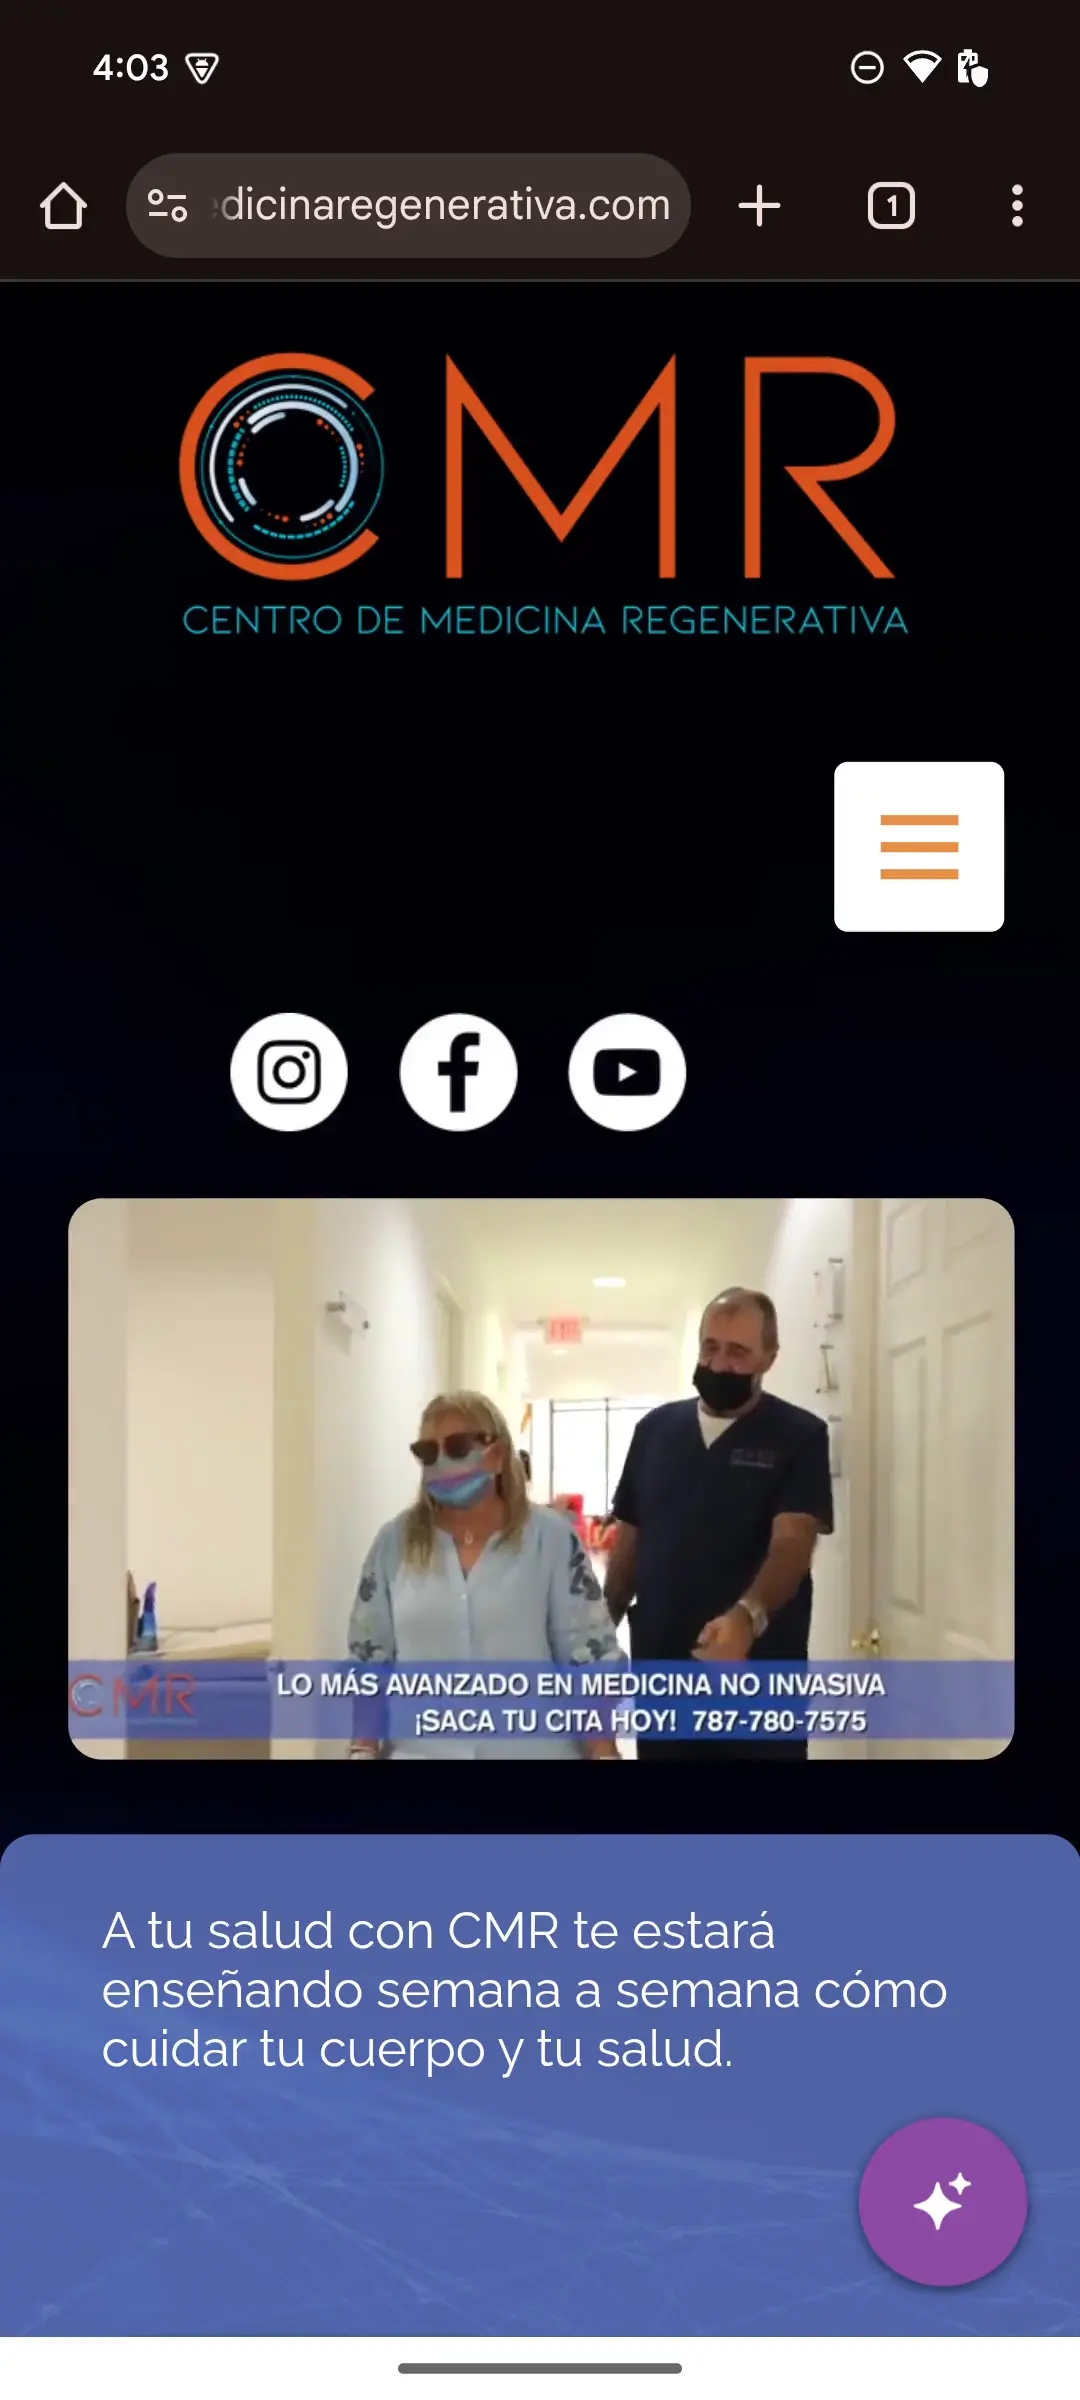 4:03
dicinaregenerativa.com
1
CMR
CENTRO DE MEDICINA REGENERATIVA
EXIT
CMR
LO MÁS AVANZADO EN MEDICINA NO INVASIVA
¡SACA TU CITA HOY! 787-780-7575
A tu salud con CMR te estará
enseñando semana a semana cómo
cuidar tu cuerpo y tu salud.